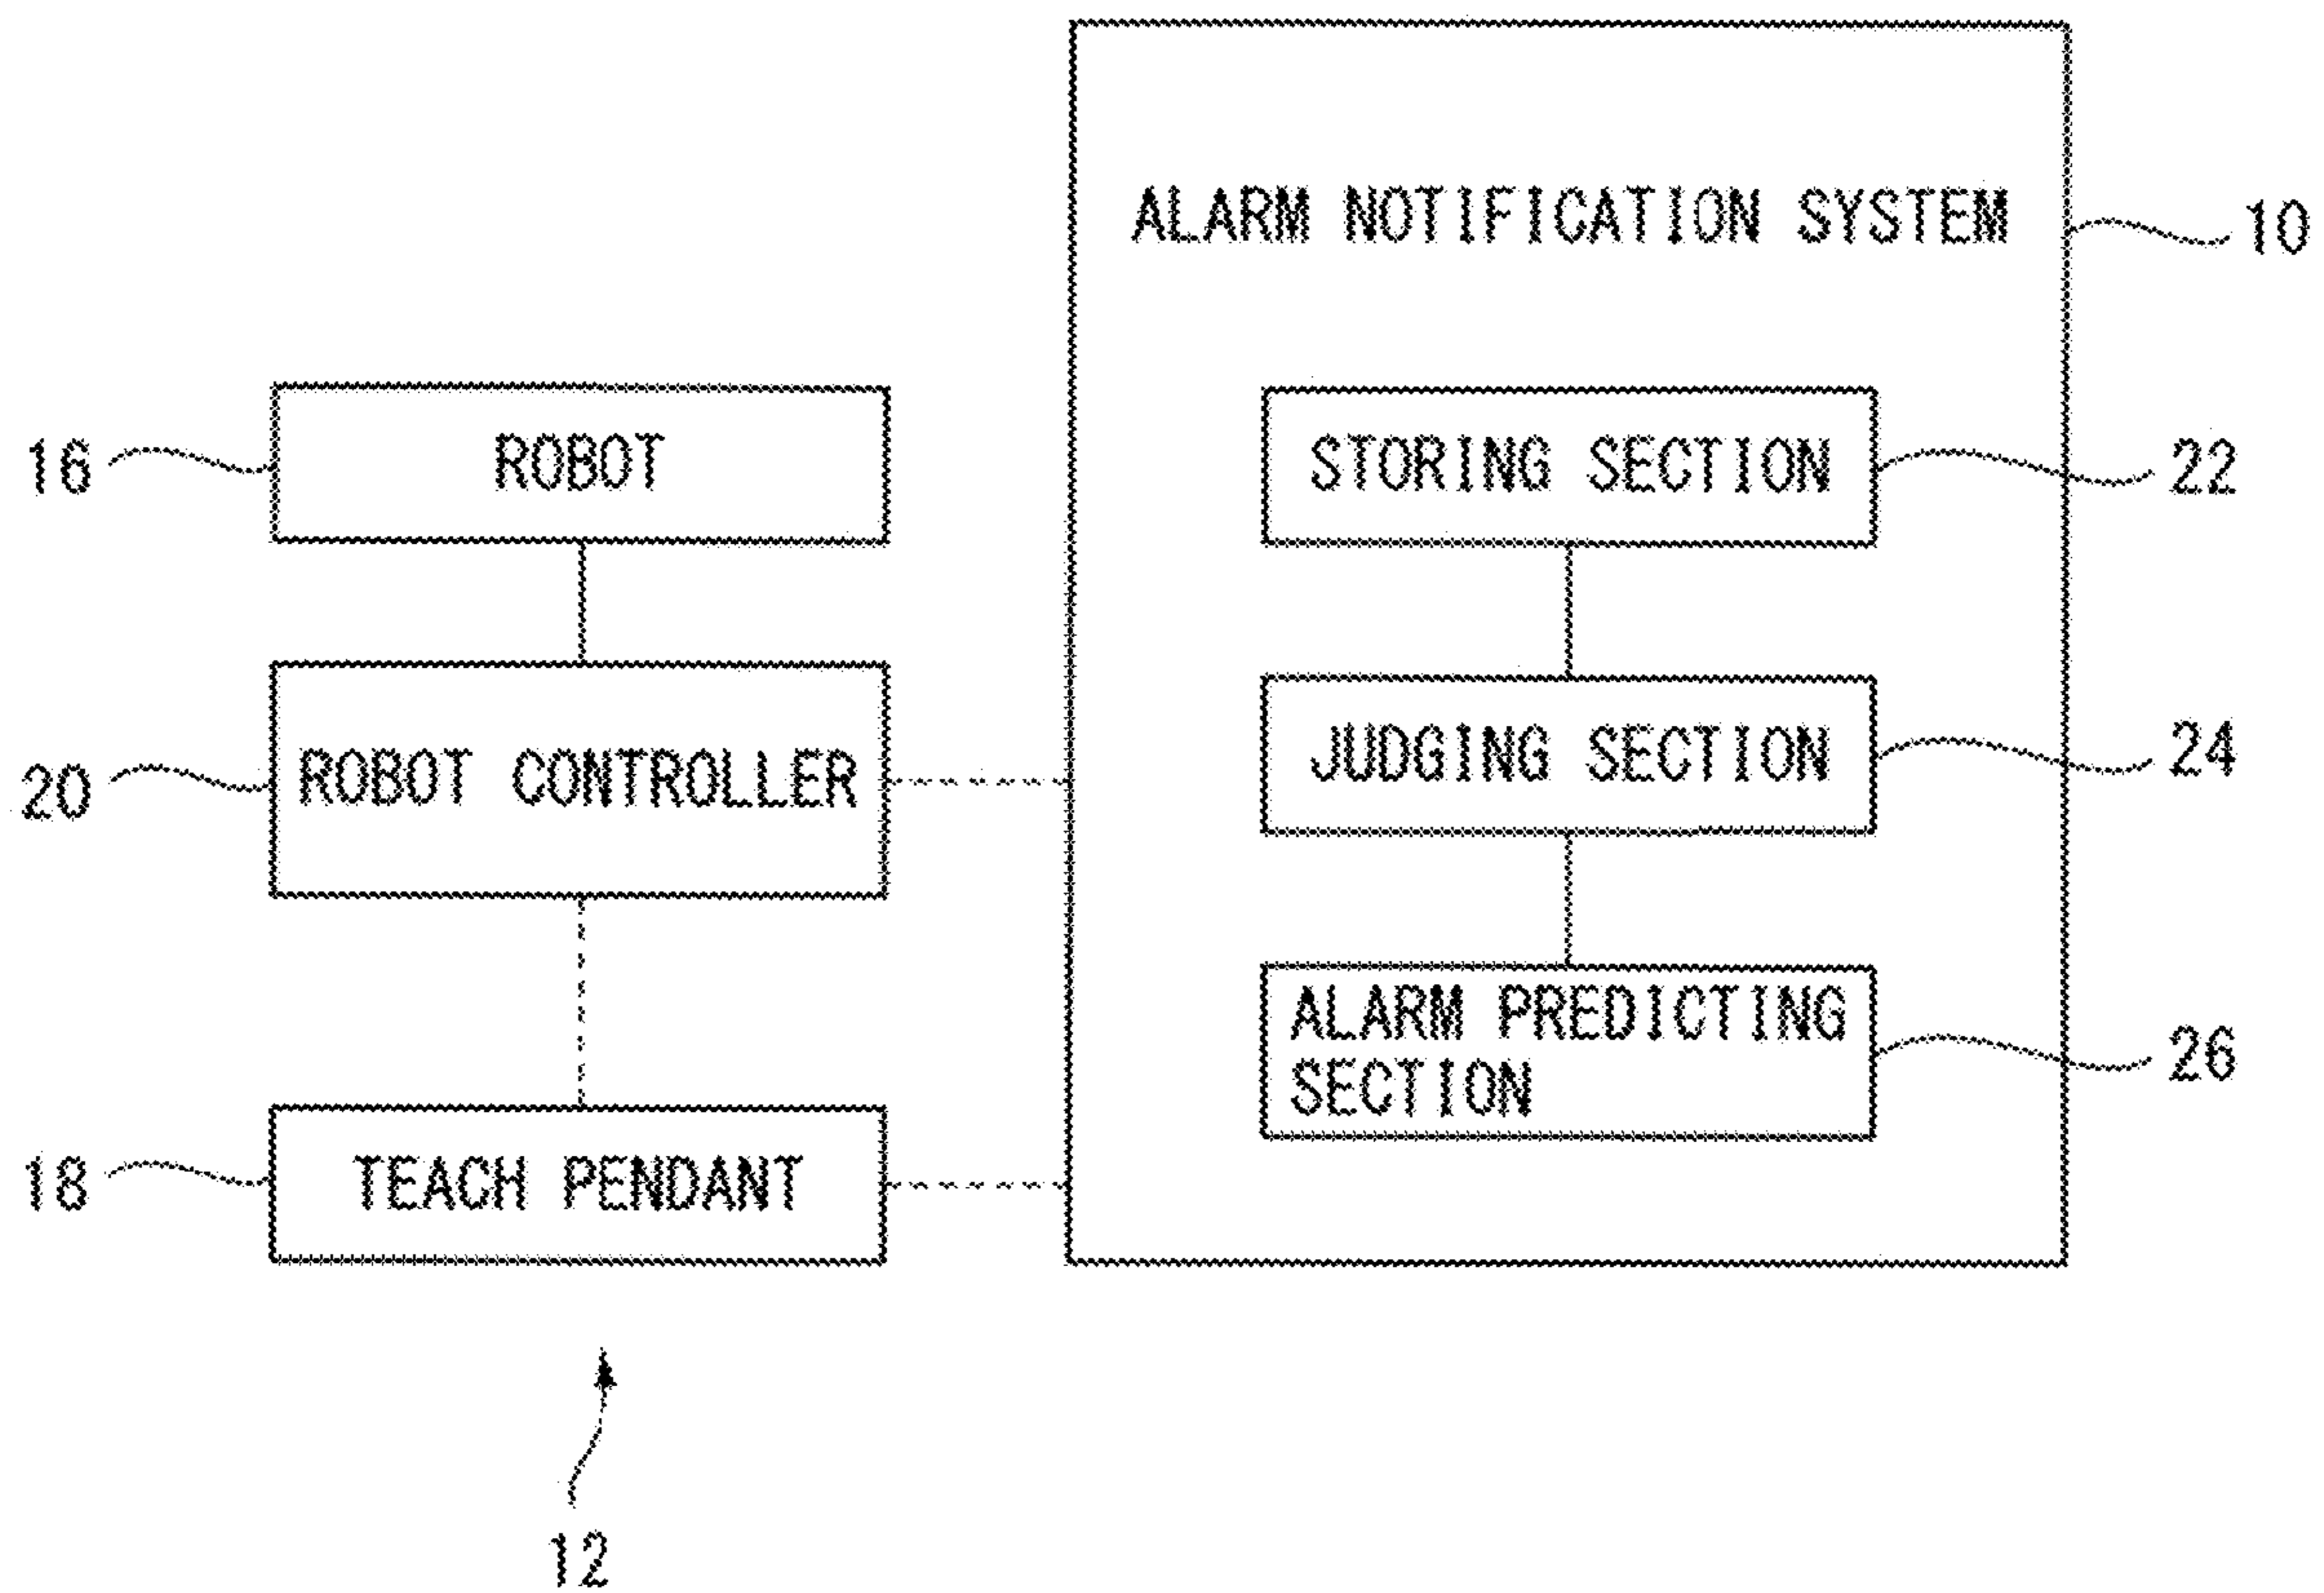 ALARM NOTIFICATION SYSTEM
10
16
ROBOT
STORING SECTION
22
20
ROBOT CONTROLLER
JUDGING SECTION
24
ALARM PREDICTING
SECTION
26
18
TEACH PENDANT
12